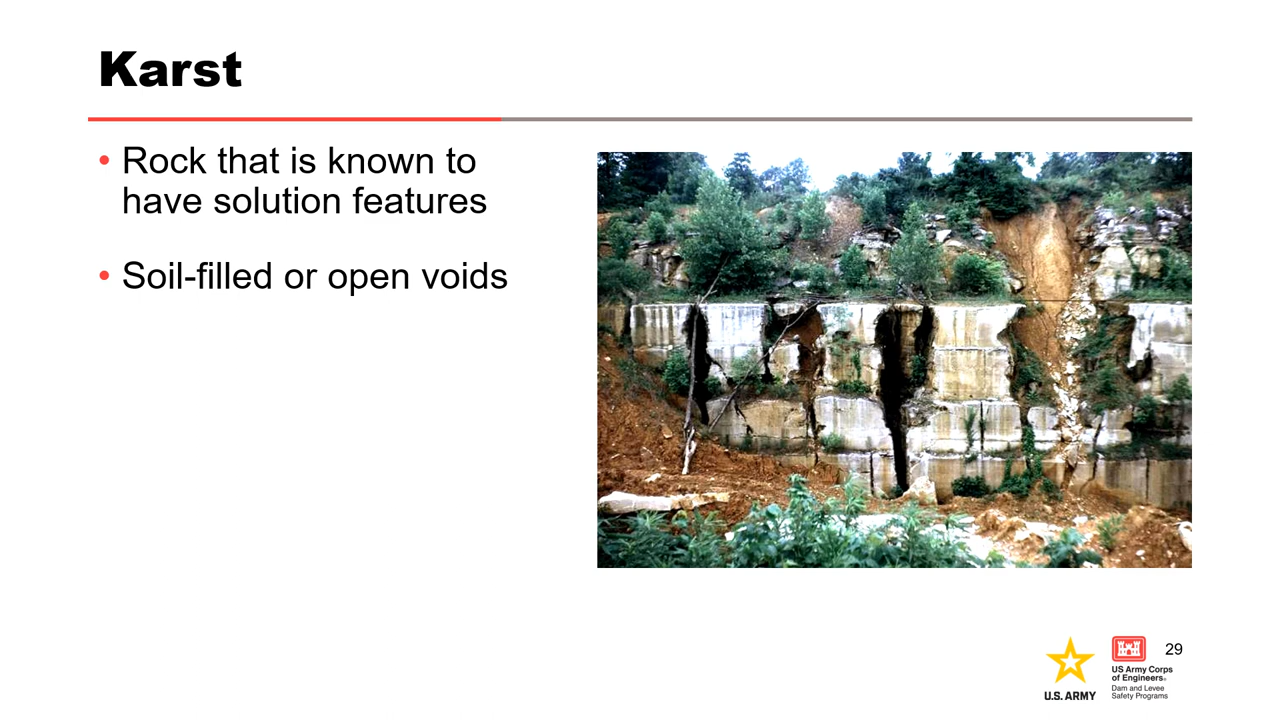 Karst
• Rock that is known to
have solution features
• Soil-filled or open voids
29
U.S. ARMY
US Army Corps
of Engineers®
Dam and Levee
Safety Programs